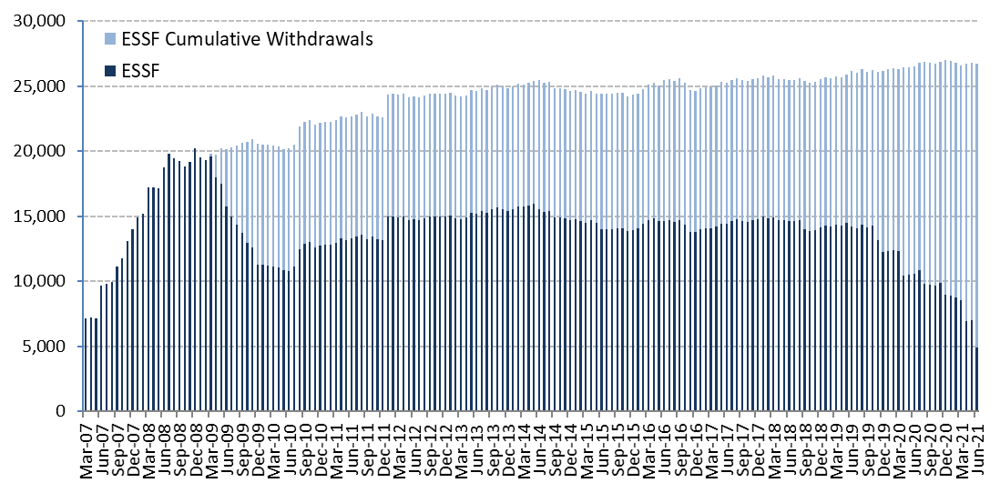 30,000
ESSF Cumulative Withdrawals
ESSF
25,000
20,000
15,000
10,000
5,000
0
Mar-07
Jun-07
Sep-07
Dec-07
Mar-08
Jun-08
Sep-08
Dec-08
Mar-09
Jun-09
Sep-09
Dec-09
Mar-10
Jun-10
Sep-10
Dec-10
Mar-11
Jun-11
Sep-11
Dec-11
Mar-12
Jun-12
Sep-12
Dec-12
Mar-13
Jun-13
Sep-13
Dec-13
Mar-14
Jun-14
Sep-14
Dec-14
Mar-15
Jun-15
Sep-15
Dec-15
Mar-16
Jun-16
Sep-16
Dec-16
Mar-17
Jun-17
Sep-17
Dec-17
Mar-18
Jun-18
Sep-18
Dec-18
Mar-19
Jun-19
Sep-19
Dec-19
Mar-20
Jun-20
Sep-20
Dec-20
Mar-21
Jun-21